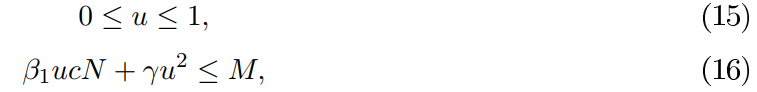 0 ≤ u ≤ 1, (15)
β₁ucN + γu² ≤ M, (16)